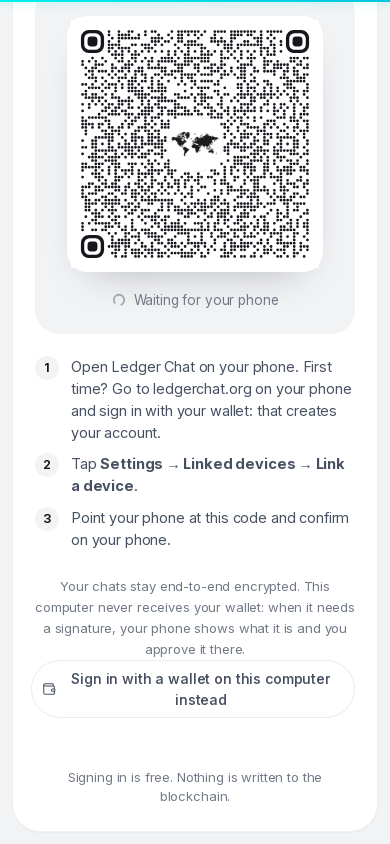 Waiting for your phone
1 Open Ledger Chat on your phone. First
time? Go to ledgerchat.org on your phone
and sign in with your wallet: that creates
your account.
2 Tap Settings → Linked devices → Link
a device.
3 Point your phone at this code and confirm
on your phone.
Your chats stay end-to-end encrypted. This
computer never receives your wallet: when it needs
a signature, your phone shows what it is and you
approve it there.
Sign in with a wallet on this computer
instead
Signing in is free. Nothing is written to the
blockchain.